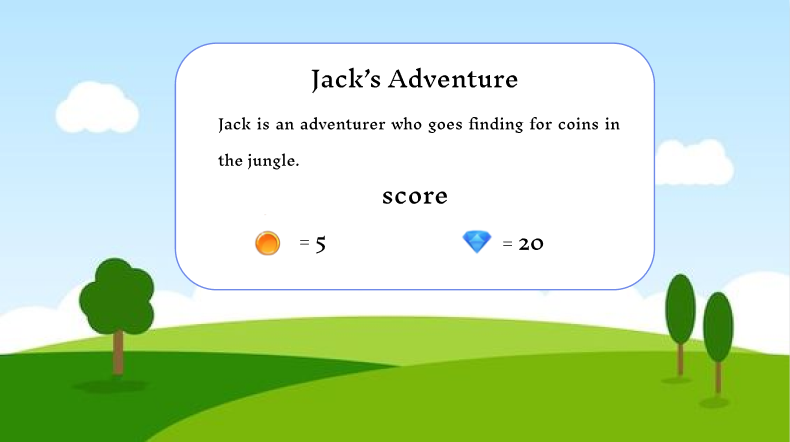 Jack's Adventure
Jack is an adventurer who goes finding for coins in
the jungle.
score
= 5 = 20